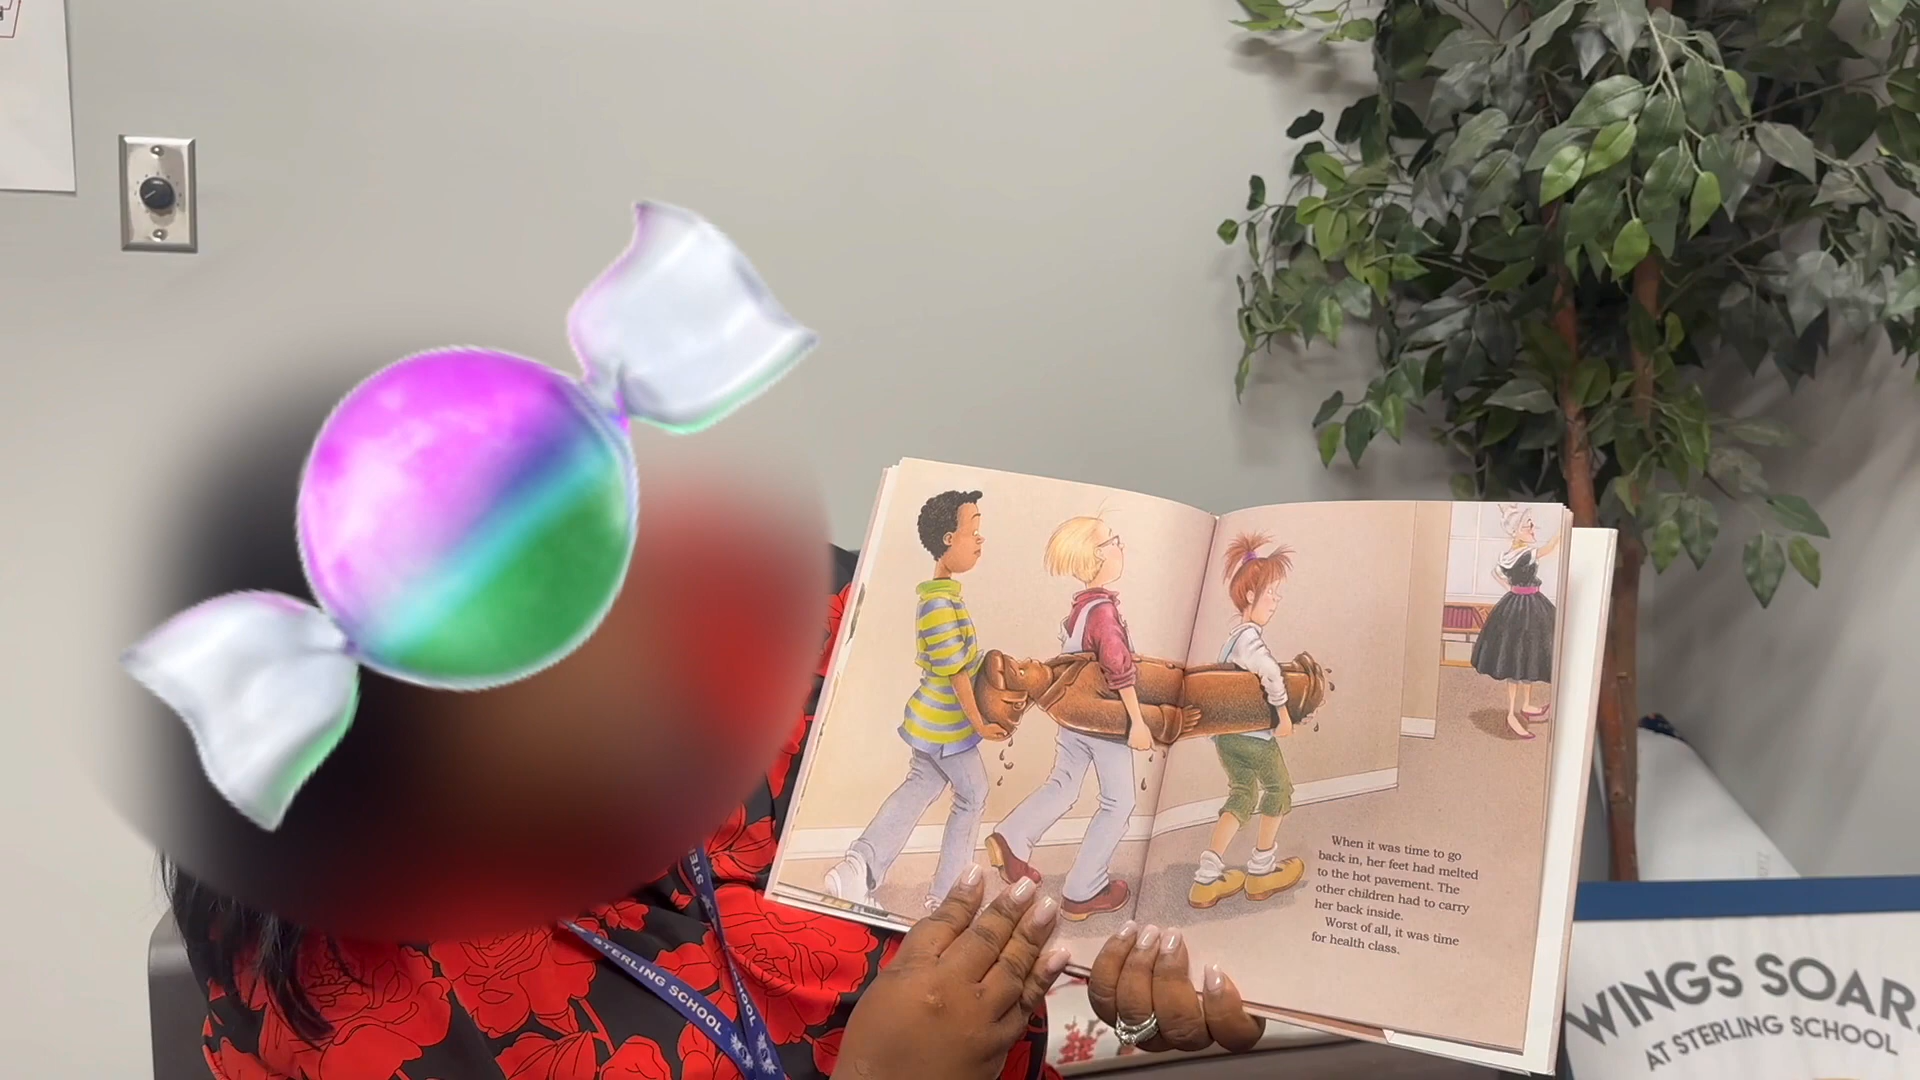 When it was time to go
back in, her feet had melted
to the hot pavement. The
other children had to carry
her back inside.
Worst of all, it was time
for health class.
STERLING SCHOOL
SCHOOL
WINGS SOAR
AT STERLING SCHOOL